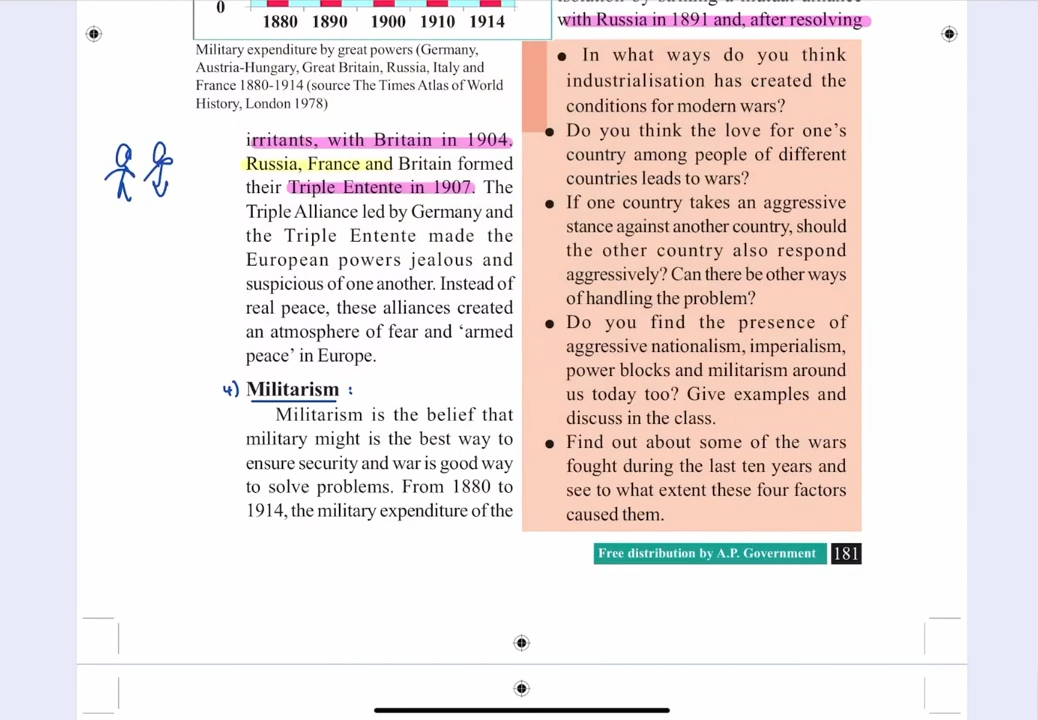 0
1880 1890 1900 1910 1914
Military expenditure by great powers (Germany,
Austria-Hungary, Great Britain, Russia, Italy and
France 1880-1914 (source The Times Atlas of World
History, London 1978)
irritants, with Britain in 1904.
Russia, France and Britain formed
their Triple Entente in 1907. The
Triple Alliance led by Germany and
the Triple Entente made the
European powers jealous and
suspicious of one another. Instead of
real peace, these alliances created
an atmosphere of fear and ‘armed
peace’ in Europe.
4) Militarism :
Militarism is the belief that
military might is the best way to
ensure security and war is good way
to solve problems. From 1880 to
1914, the military expenditure of the
with Russia in 1891 and, after resolving
● In what ways do you think
industrialisation has created the
conditions for modern wars?
● Do you think the love for one’s
country among people of different
countries leads to wars?
● If one country takes an aggressive
stance against another country, should
the other country also respond
aggressively? Can there be other ways
of handling the problem?
● Do you find the presence of
aggressive nationalism, imperialism,
power blocks and militarism around
us today too? Give examples and
discuss in the class.
● Find out about some of the wars
fought during the last ten years and
see to what extent these four factors
caused them.
Free distribution by A.P. Government 181